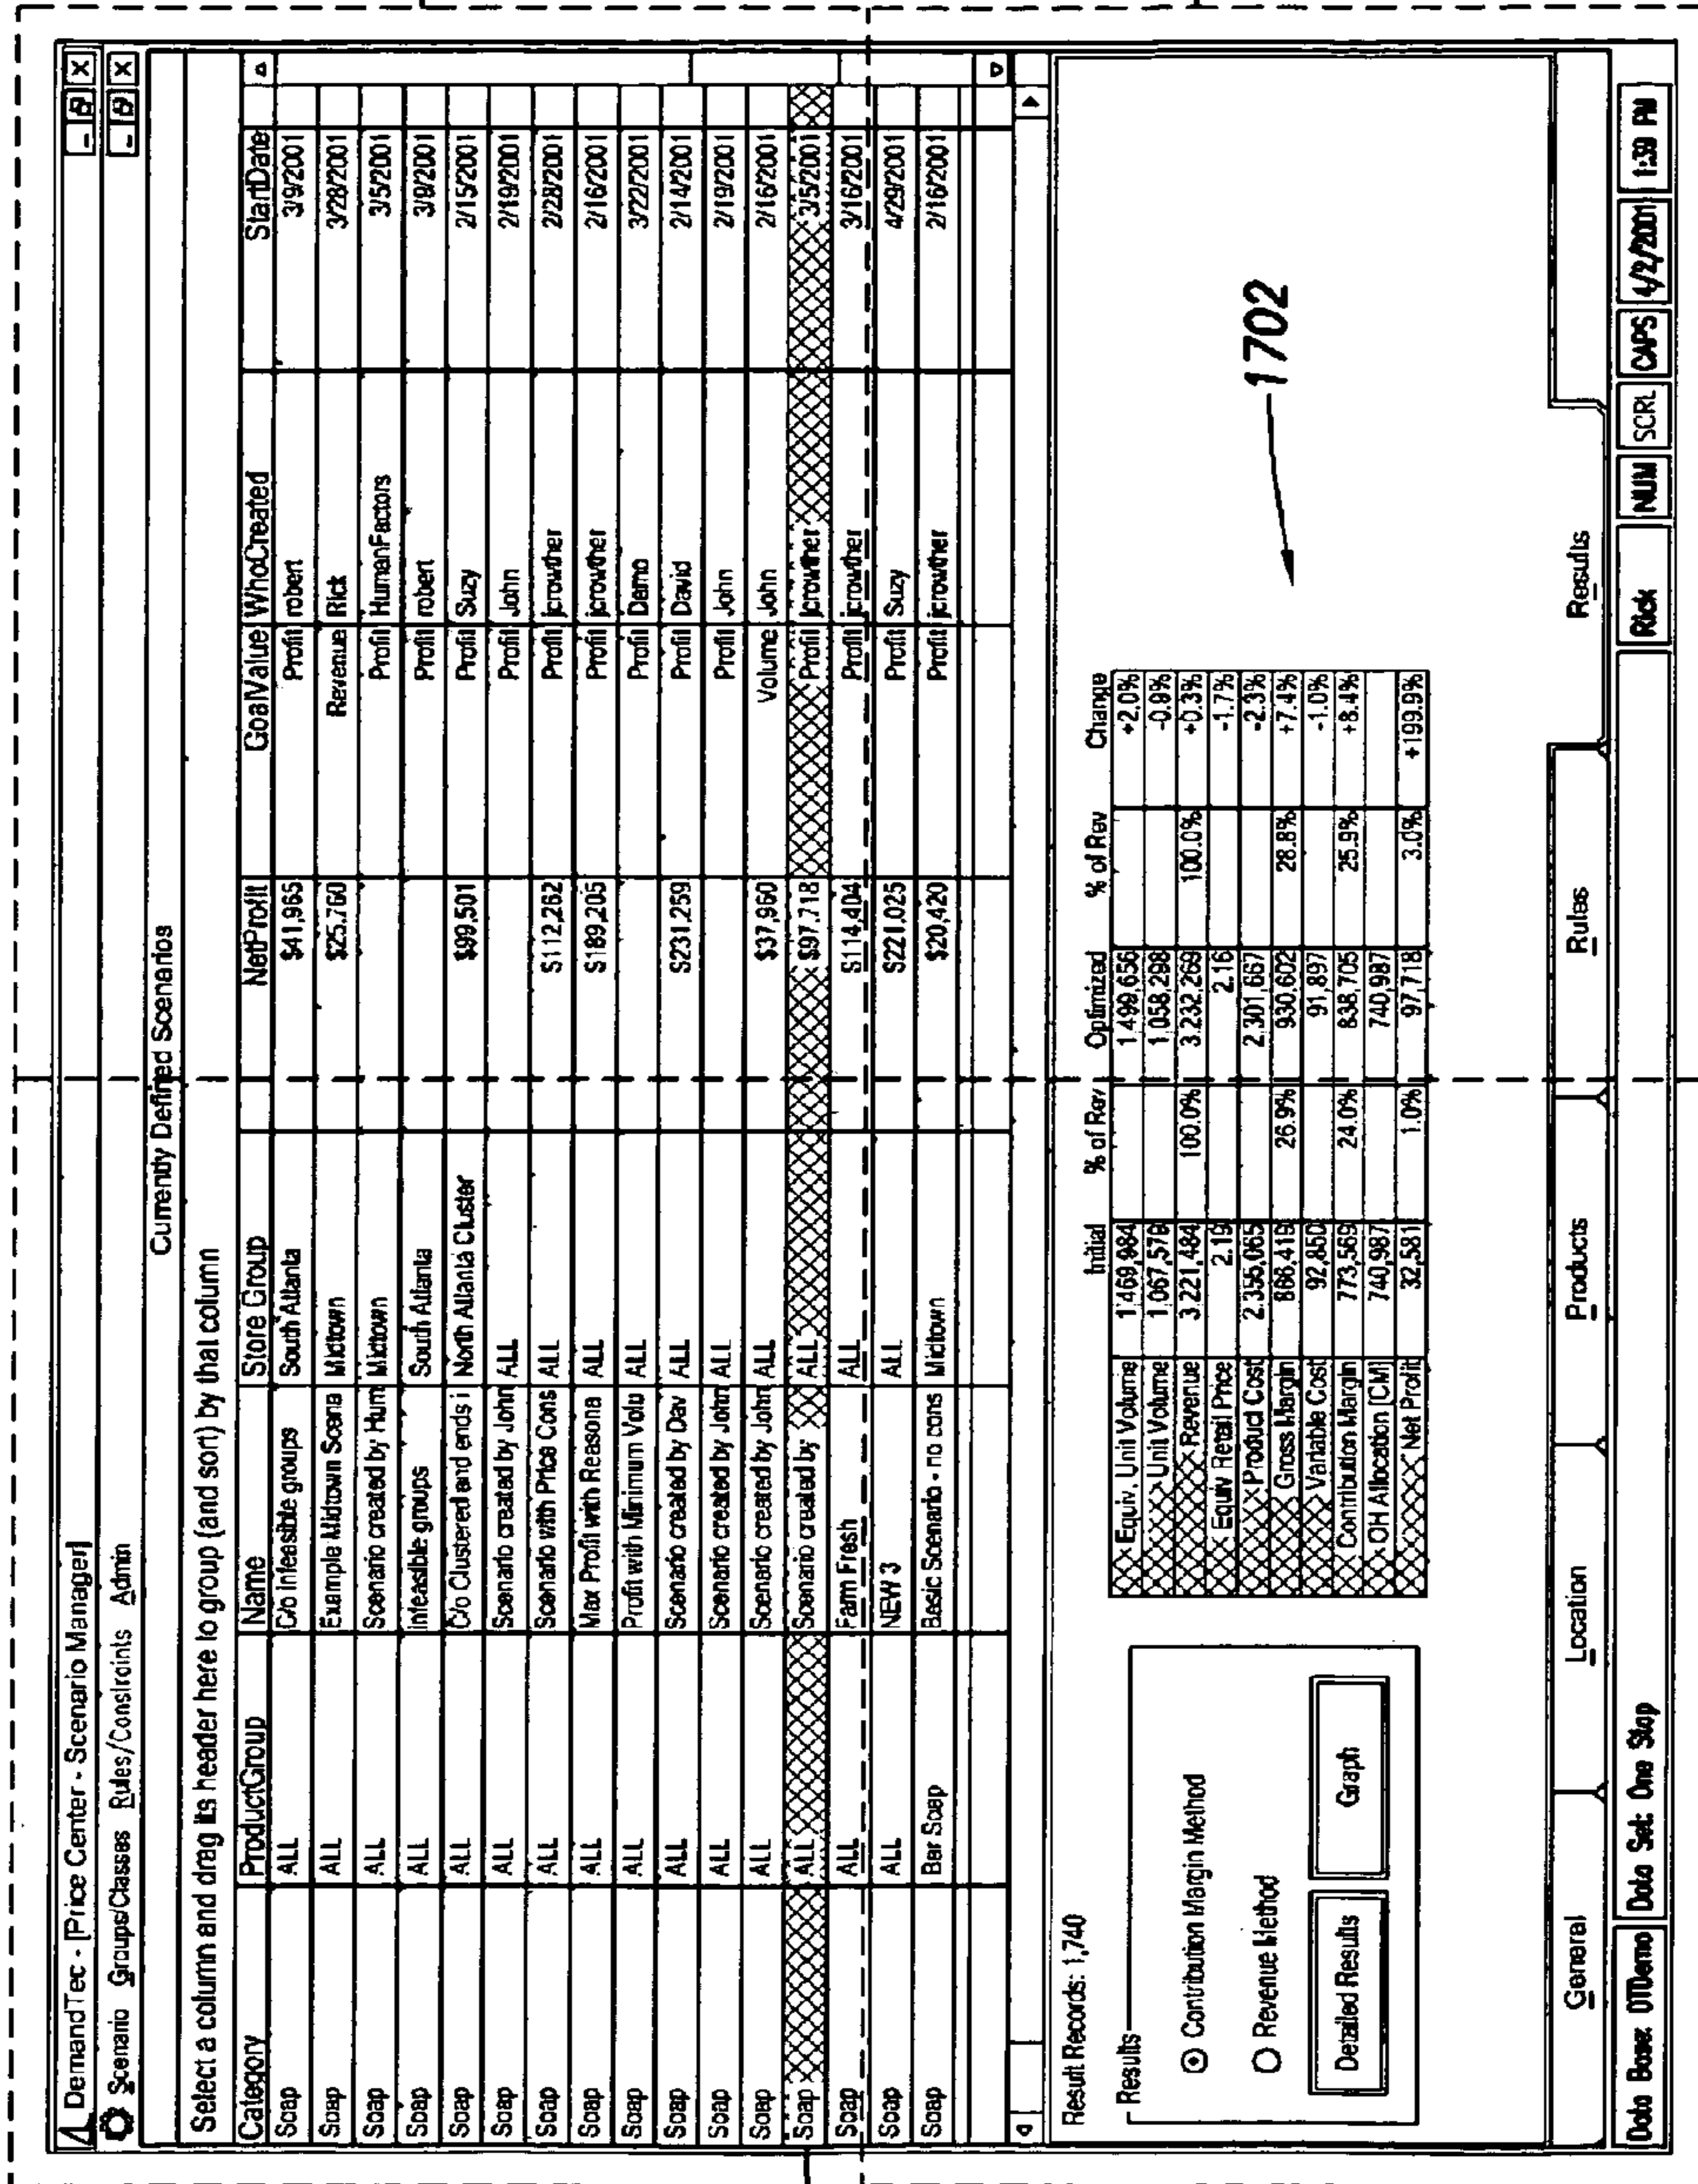 DemandTec - [Price Center - Scenario Manager]
Scenario Groups/Classes Rules/Constraints Admin
Currently Defined Scenarios
Select a column and drag its header here to group (and sort) by that column
Category ProductGroup Name Store Group NetProfit GoalValue WhoCreated StartDate
Soap ALL C/o infeasible groups South Atlanta $41,965 Profit robert 3/9/2001
Soap ALL Example Midtown Scena Midtown $25,760 Revenue Rick 3/28/2001
Soap ALL Scenario created by Hum Midtown Profit HumanFactors 3/5/2001
Soap ALL infeasible groups South Atlanta Profit robert 3/9/2001
Soap ALL C/o Clustered and ends i North Atlanta Cluster $99,501 Profit Suzy 2/15/2001
Soap ALL Scenario created by John ALL Profit John 2/19/2001
Soap ALL Scenario with Price Cons ALL $112,262 Profit jcrowther 2/28/2001
Soap ALL Max Profit with Reasona ALL $189,205 Profit jcrowther 2/16/2001
Soap ALL Profit with Minimum Volu ALL Profit Demo 3/22/2001
Soap ALL Scenario created by Dav ALL $231,259 Profit David 2/14/2001
Soap ALL Scenario created by John ALL Profit John 2/19/2001
Soap ALL Scenario created by John ALL $37,960 Volume John 2/16/2001
Soap ALL Scenario created by ALL $97,718 Profit jcrowther 3/5/2001
Soap ALL Farm Fresh ALL $114,404 Profit jcrowther 3/16/2001
Soap ALL NEW 3 ALL $221,025 Profit Suzy 4/29/2001
Soap Bar Soap Basic Scenario - no cons Midtown $20,420 Profit jcrowther 2/16/2001
Result Records: 1,740
Results
Contribution Margin Method
Revenue Method
Detailed Results Graph
Initial % of Rev Optimized % of Rev Change
Equiv. Unit Volume 1,469,984 1,499,656 +2.0%
Unit Volume 1,067,579 1,058,298 -0.9%
Revenue 3,221,484 100.0% 3,232,269 100.0% +0.3%
Equiv Retail Price 2.19 2.16 -1.7%
Product Cost 2,355,065 2,301,667 -2.3%
Gross Margin 866,419 26.9% 930,602 28.8% +7.4%
Variable Cost 92,850 91,897 -1.0%
Contribution Margin 773,569 24.0% 838,705 25.9% +8.4%
OH Allocation [CM] 740,987 740,987
Net Profit 32,581 1.0% 97,718 3.0% +199.9%
1702
General Location Products Rules Results
Data Base: DTDemo Data Set: One Stop Rick NUM SCRL CAPS 4/2/2001 1:39 PM